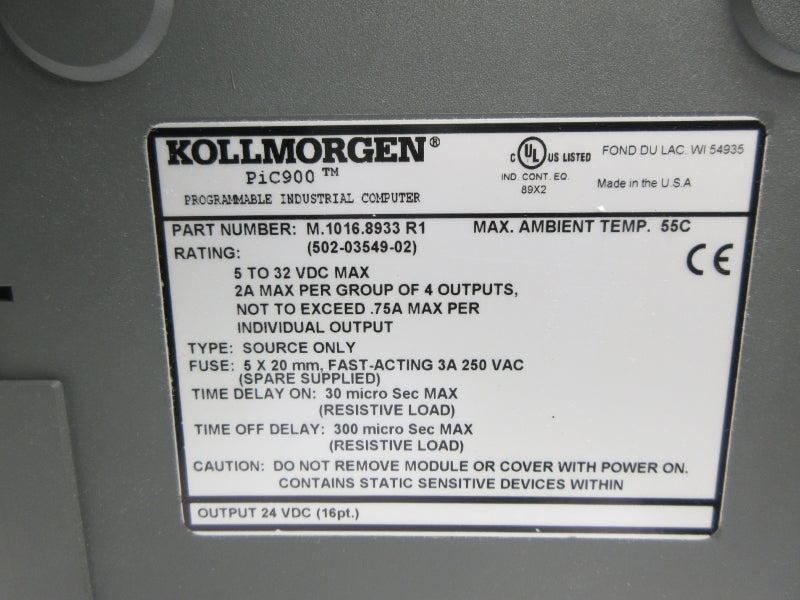 KOLLMORGEN®
PiC900™
PROGRAMMABLE INDUSTRIAL COMPUTER
C UL US LISTED
IND. CONT. EQ.
89X2
FOND DU LAC. WI 54935
Made in the U.S.A
PART NUMBER: M.1016.8933 R1 MAX. AMBIENT TEMP. 55C
(502-03549-02)
RATING:
CE
5 TO 32 VDC MAX
2A MAX PER GROUP OF 4 OUTPUTS,
NOT TO EXCEED .75A MAX PER
INDIVIDUAL OUTPUT
TYPE: SOURCE ONLY
FUSE: 5 X 20 mm, FAST-ACTING 3A 250 VAC
(SPARE SUPPLIED)
TIME DELAY ON: 30 micro Sec MAX
(RESISTIVE LOAD)
TIME OFF DELAY: 300 micro Sec MAX
(RESISTIVE LOAD)
CAUTION: DO NOT REMOVE MODULE OR COVER WITH POWER ON.
CONTAINS STATIC SENSITIVE DEVICES WITHIN
OUTPUT 24 VDC (16pt.)